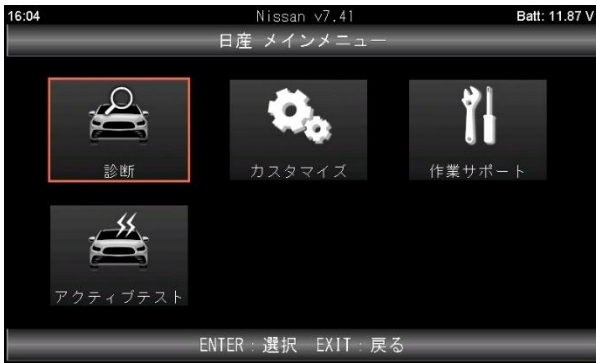 16:04 Nissan v7.41 Batt: 11.87 V
日産 メインメニュー
診断 カスタマイズ 作業サポート
アクティブテスト
ENTER:選択 EXIT:戻る